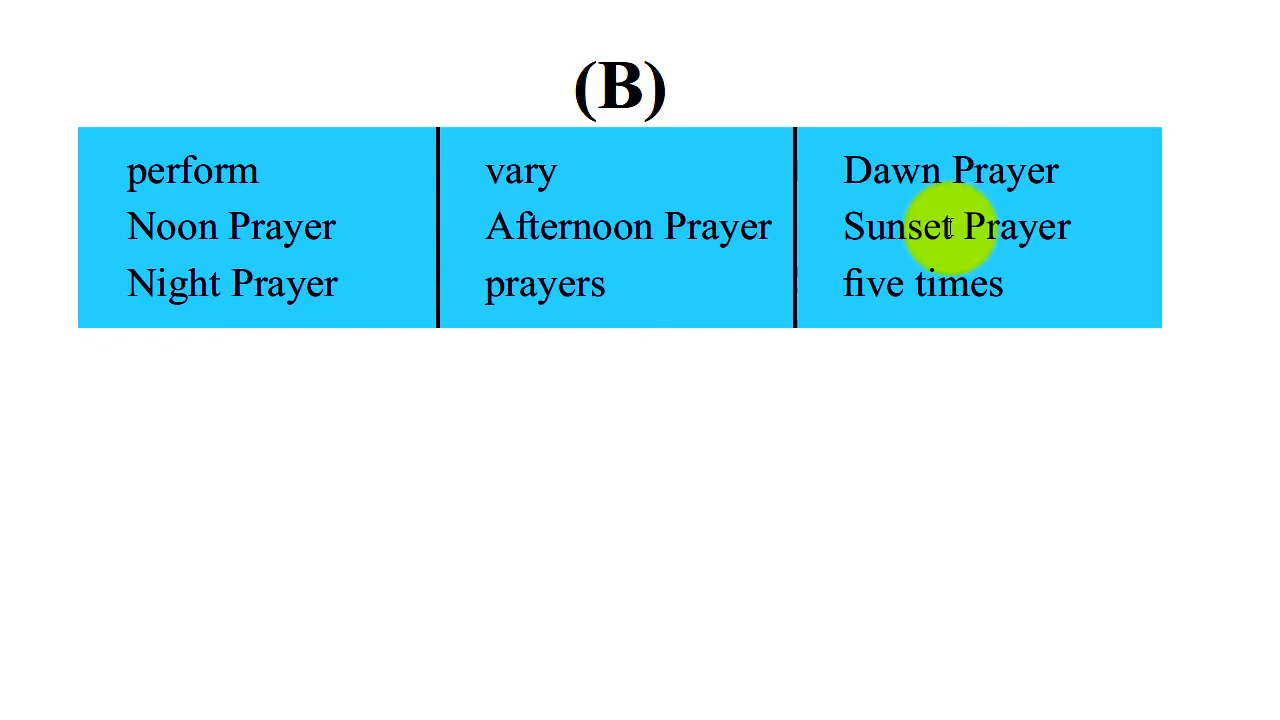 (B)
perform vary Dawn Prayer
Noon Prayer Afternoon Prayer Sunset Prayer
Night Prayer prayers five times